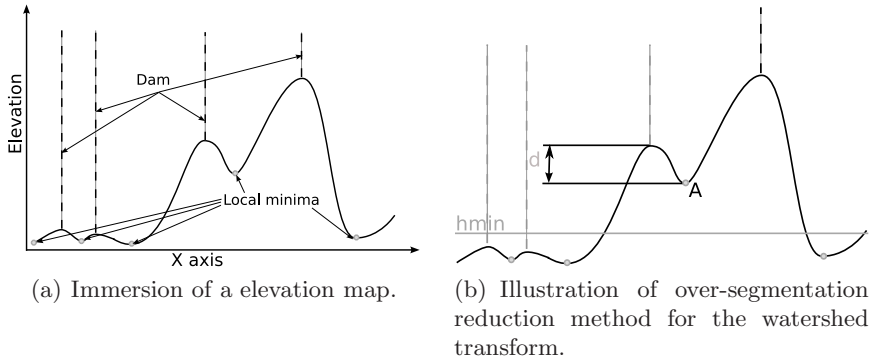 Elevation
Dam
Local minima
X axis
(a) Immersion of a elevation map.
d
A
hmin
(b) Illustration of over-segmentation
reduction method for the watershed
transform.